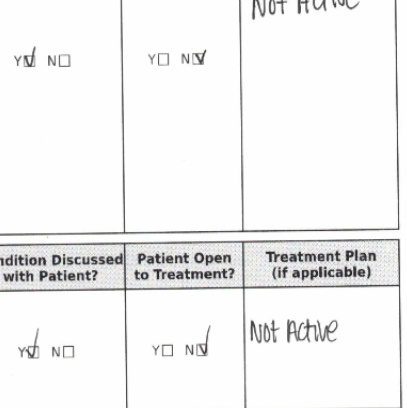 Not Active
Y☑ N☐ Y☐ N☑
ndition Discussed Patient Open Treatment Plan
with Patient? to Treatment? (if applicable)
Not Active
Y☑ N☐ Y☐ N☑